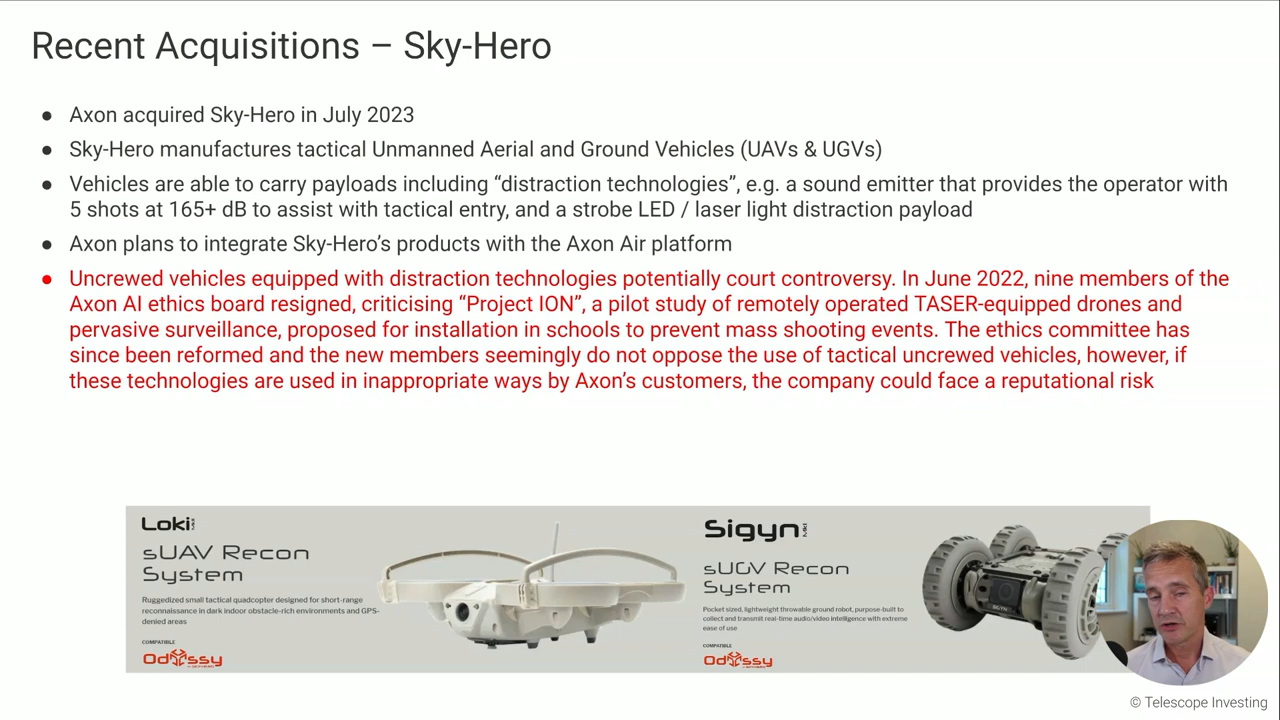 Recent Acquisitions – Sky-Hero
● Axon acquired Sky-Hero in July 2023
● Sky-Hero manufactures tactical Unmanned Aerial and Ground Vehicles (UAVs & UGVs)
● Vehicles are able to carry payloads including “distraction technologies”, e.g. a sound emitter that provides the operator with
5 shots at 165+ dB to assist with tactical entry, and a strobe LED / laser light distraction payload
● Axon plans to integrate Sky-Hero’s products with the Axon Air platform
● Uncrewed vehicles equipped with distraction technologies potentially court controversy. In June 2022, nine members of the
Axon AI ethics board resigned, criticising “Project ION”, a pilot study of remotely operated TASER-equipped drones and
pervasive surveillance, proposed for installation in schools to prevent mass shooting events. The ethics committee has
since been reformed and the new members seemingly do not oppose the use of tactical uncrewed vehicles, however, if
these technologies are used in inappropriate ways by Axon’s customers, the company could face a reputational risk
Loki
sUAV Recon
System
Ruggedized small tactical quadcopter designed for short-range
reconnaissance in dark indoor obstacle-rich environments and GPS-
denied areas
COMPATIBLE
Odyssy
Sigyn
sUGV Recon
System
Pocket sized, lightweight throwable ground robot, purpose-built to
collect and transmit real-time audio/video intelligence with extreme
ease of use
COMPATIBLE
Odyssy
SIGYN
© Telescope Investing